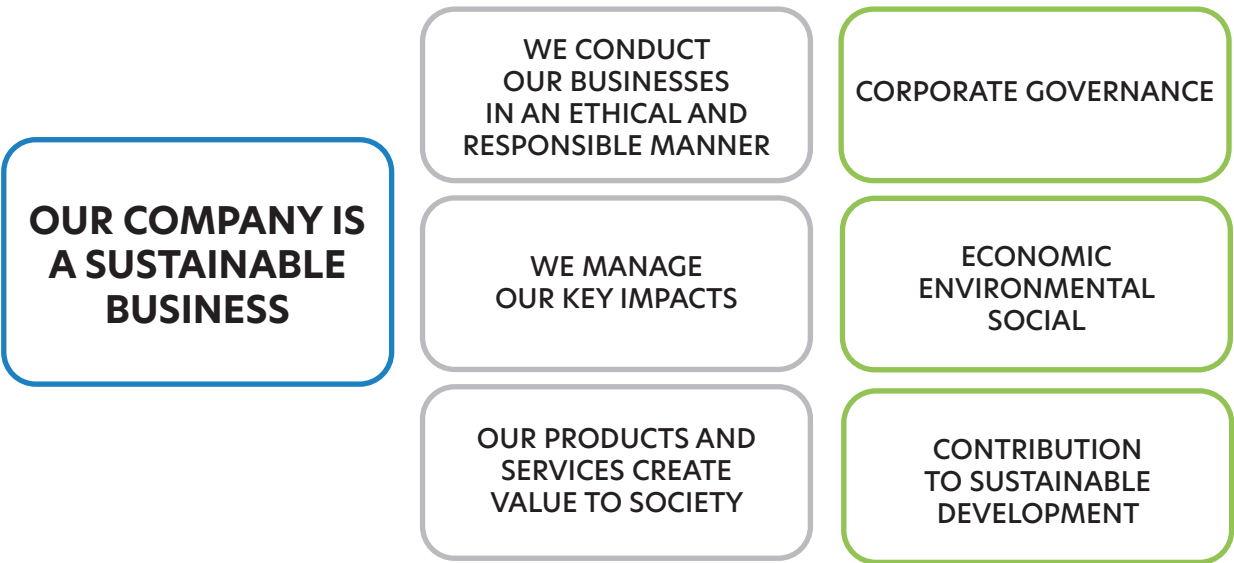 OUR COMPANY IS
A SUSTAINABLE
BUSINESS
WE CONDUCT
OUR BUSINESSES
IN AN ETHICAL AND
RESPONSIBLE MANNER
CORPORATE GOVERNANCE
WE MANAGE
OUR KEY IMPACTS
ECONOMIC
ENVIRONMENTAL
SOCIAL
OUR PRODUCTS AND
SERVICES CREATE
VALUE TO SOCIETY
CONTRIBUTION
TO SUSTAINABLE
DEVELOPMENT